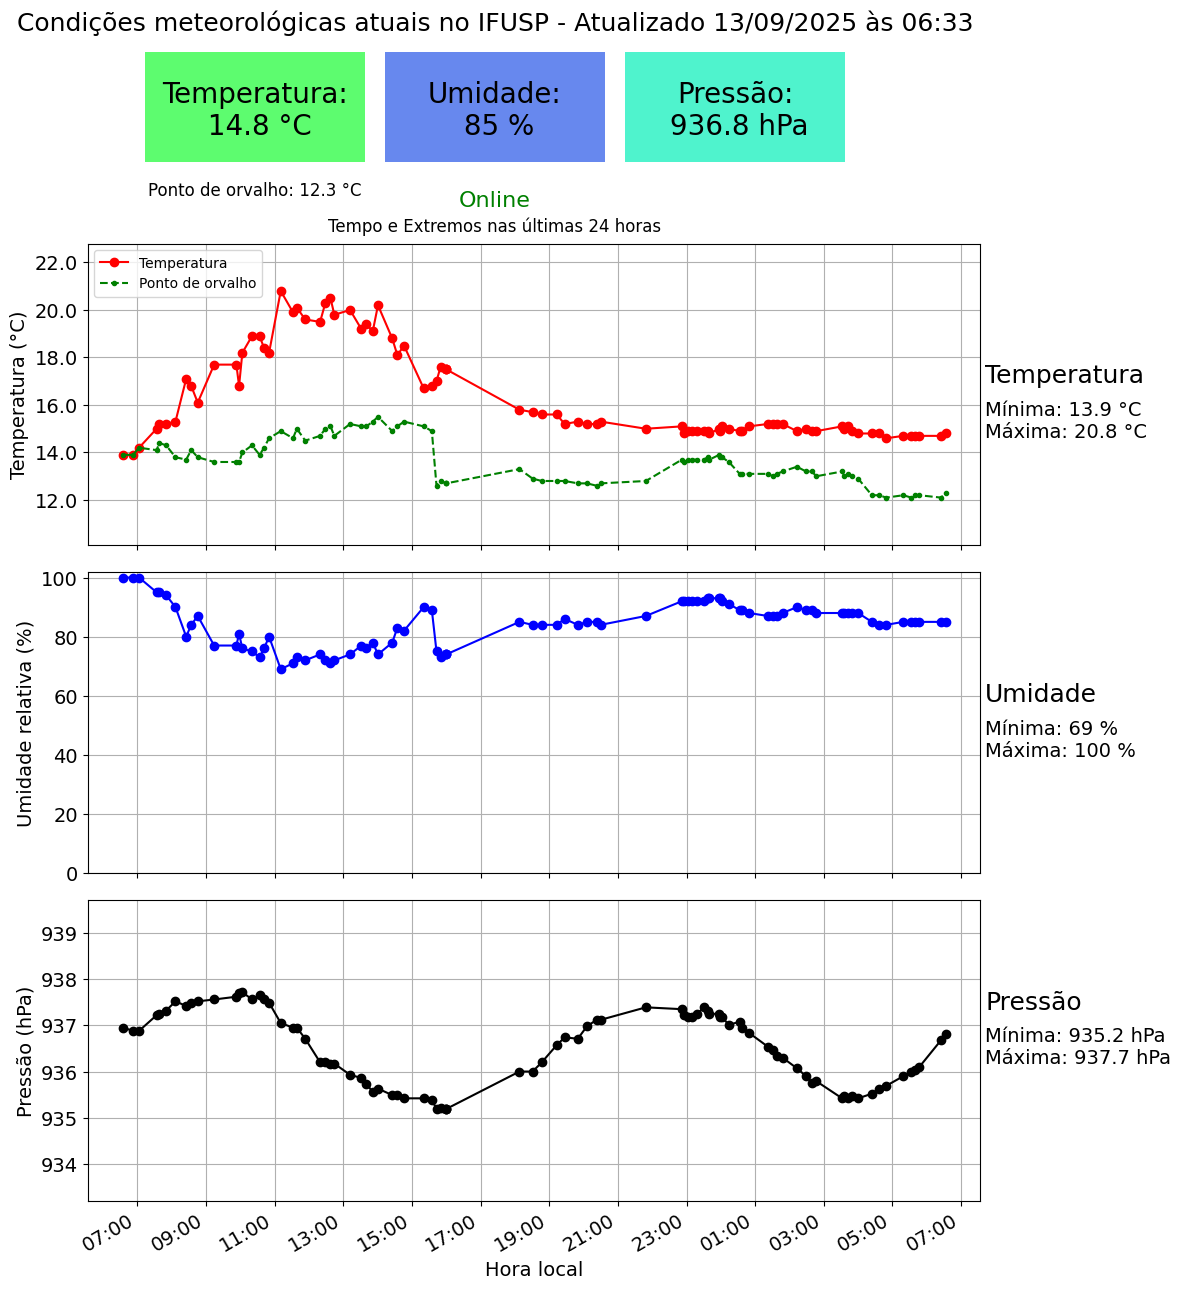 Condições meteorológicas atuais no IFUSP - Atualizado 13/09/2025 às 06:33
Temperatura:
14.8 °C
Umidade:
85 %
Pressão:
936.8 hPa
Ponto de orvalho: 12.3 °C
Online
Tempo e Extremos nas últimas 24 horas
Temperatura
Ponto de orvalho
Temperatura (°C)
22.0
20.0
18.0
16.0
14.0
12.0
Temperatura
Mínima: 13.9 °C
Máxima: 20.8 °C
Umidade relativa (%)
100
80
60
40
20
0
Umidade
Mínima: 69 %
Máxima: 100 %
Pressão (hPa)
939
938
937
936
935
934
Pressão
Mínima: 935.2 hPa
Máxima: 937.7 hPa
07:00 09:00 11:00 13:00 15:00 17:00 19:00 21:00 23:00 01:00 03:00 05:00 07:00
Hora local